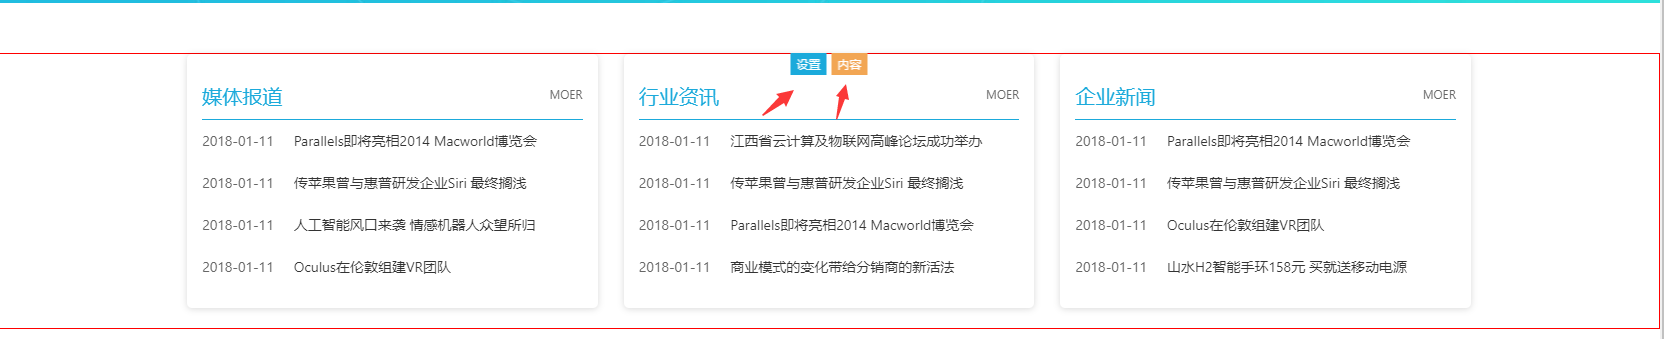 设置 内容
媒体报道 MOER
2018-01-11 Parallels即将亮相2014 Macworld博览会
2018-01-11 传苹果曾与惠普研发企业Siri 最终搁浅
2018-01-11 人工智能风口来袭 情感机器人众望所归
2018-01-11 Oculus在伦敦组建VR团队
行业资讯 MOER
2018-01-11 江西省云计算及物联网高峰论坛成功举办
2018-01-11 传苹果曾与惠普研发企业Siri 最终搁浅
2018-01-11 Parallels即将亮相2014 Macworld博览会
2018-01-11 商业模式的变化带给分销商的新活法
企业新闻 MOER
2018-01-11 Parallels即将亮相2014 Macworld博览会
2018-01-11 传苹果曾与惠普研发企业Siri 最终搁浅
2018-01-11 Oculus在伦敦组建VR团队
2018-01-11 山水H2智能手环158元 买就送移动电源